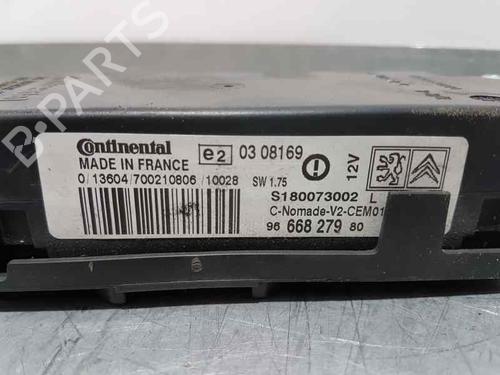 B-PARTS
Continental
MADE IN FRANCE
e2
03 08169
12V
0/13604/700210806/10028
SW 1.75
S180073002 L
C-Nomade-V2-CEM01
96 668 279 80